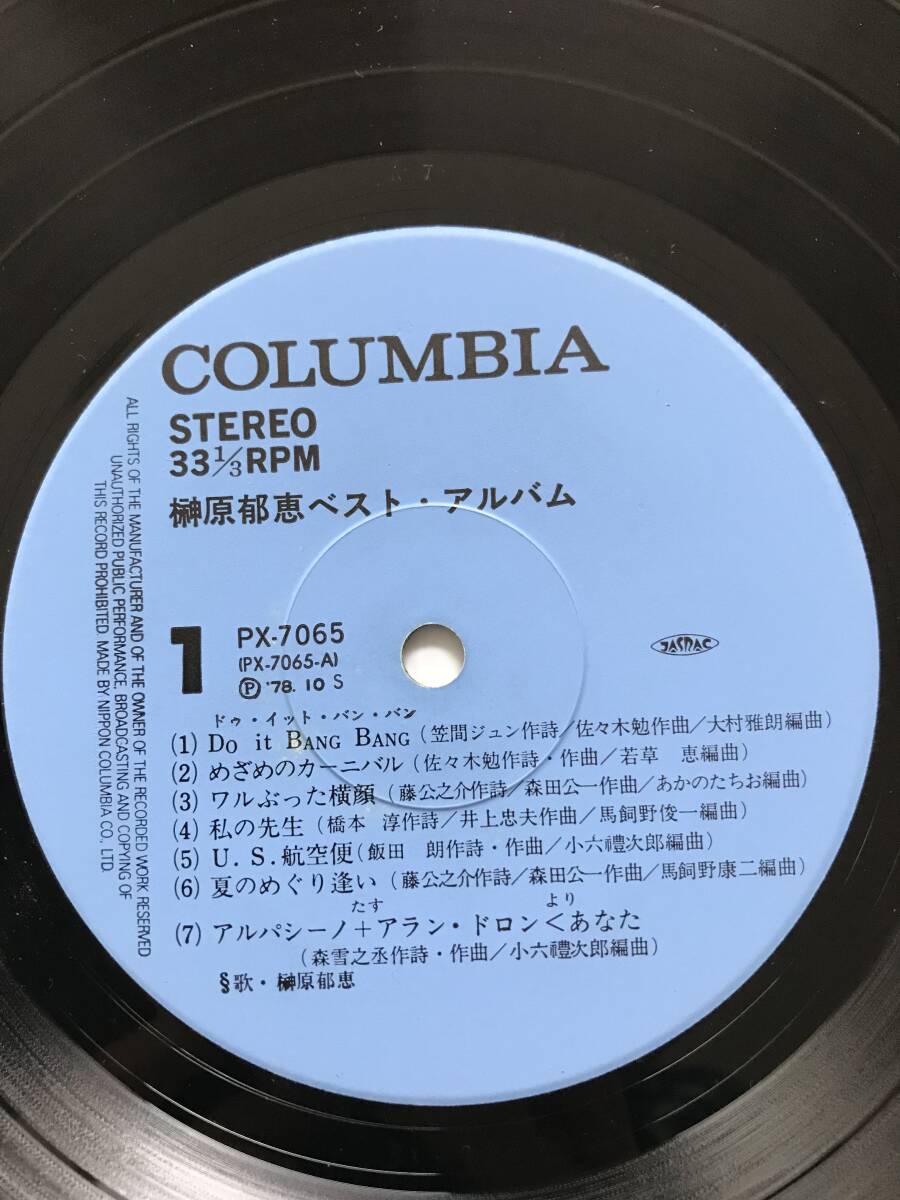 COLUMBIA
STEREO
33 1/3 RPM
榊原郁恵ベスト・アルバム
1
PX-7065
(PX-7065-A)
Ⓟ '78. 10 S
JASRAC
ドゥ・イット・バン・バン
(1) Do it BANG BANG (笠間ジュン作詩/佐々木勉作曲/大村雅朗編曲)
(2) めざめのカーニバル (佐々木勉作詩・作曲/若草 恵編曲)
(3) ワルぶった横顔 (藤公之介作詩/森田公一作曲/あかのたちお編曲)
(4) 私の先生 (橋本 淳作詩/井上忠夫作曲/馬飼野俊一編曲)
(5) U.S.航空便 (飯田 朗作詩・作曲/小六禮次郎編曲)
(6) 夏のめぐり逢い (藤公之介作詩/森田公一作曲/馬飼野康二編曲)
たす より
(7) アルパシーノ+アラン・ドロン<あなた
(森雪之丞作詩・作曲/小六禮次郎編曲)
§歌・榊原郁恵
ALL RIGHTS OF THE MANUFACTURER AND OF THE OWNER OF THE RECORDED WORK RESERVED
UNAUTHORIZED PUBLIC PERFORMANCE, BROADCASTING AND COPYING OF
THIS RECORD PROHIBITED. MADE BY NIPPON COLUMBIA CO., LTD.
7